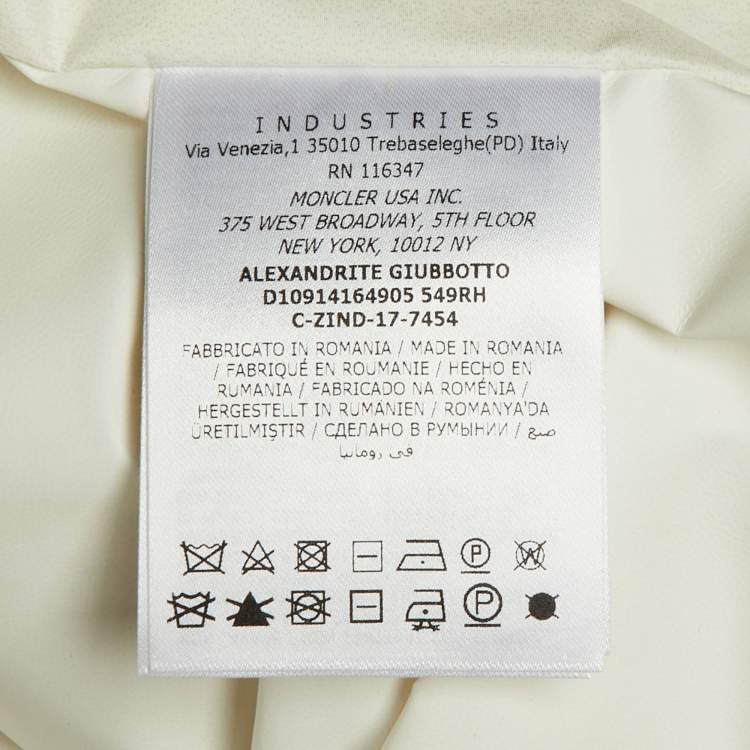 INDUSTRIES
Via Venezia,1 35010 Trebaseleghe(PD) Italy
RN 116347
MONCLER USA INC.
375 WEST BROADWAY, 5TH FLOOR
NEW YORK, 10012 NY
ALEXANDRITE GIUBBOTTO
D10914164905 549RH
C-ZIND-17-7454
FABBRICATO IN ROMANIA / MADE IN ROMANIA
/ FABRIQUÉ EN ROUMANIE / HECHO EN
RUMANIA / FABRICADO NA ROMÉNIA /
HERGESTELLT IN RUMÄNIEN / ROMANYA'DA
ÜRETILMIŞTIR / СДЕЛАНО В РУМЫНИИ / صنع
في رومانيا
P W
P